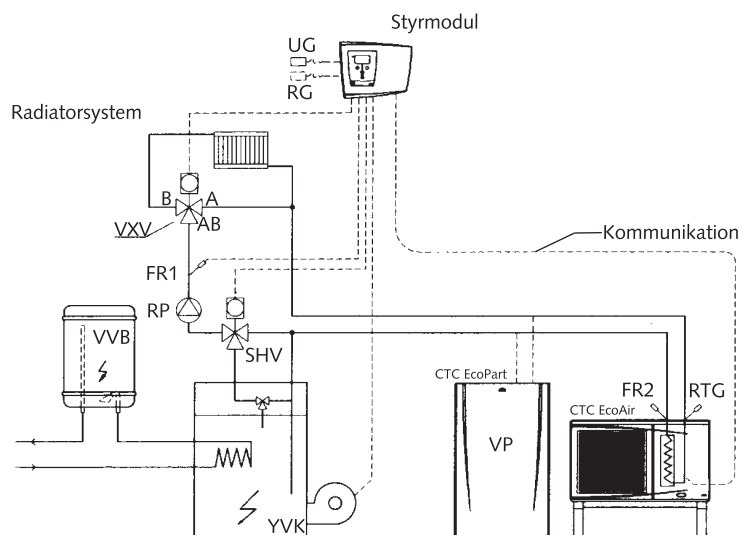 Styrmodul
UG
RG
Radiatorsystem
B
A
VXV
AB
Kommunikation
FR1
RP
VVB
SHV
CTC EcoPart
FR2
RTG
CTC EcoAir
VP
YVK